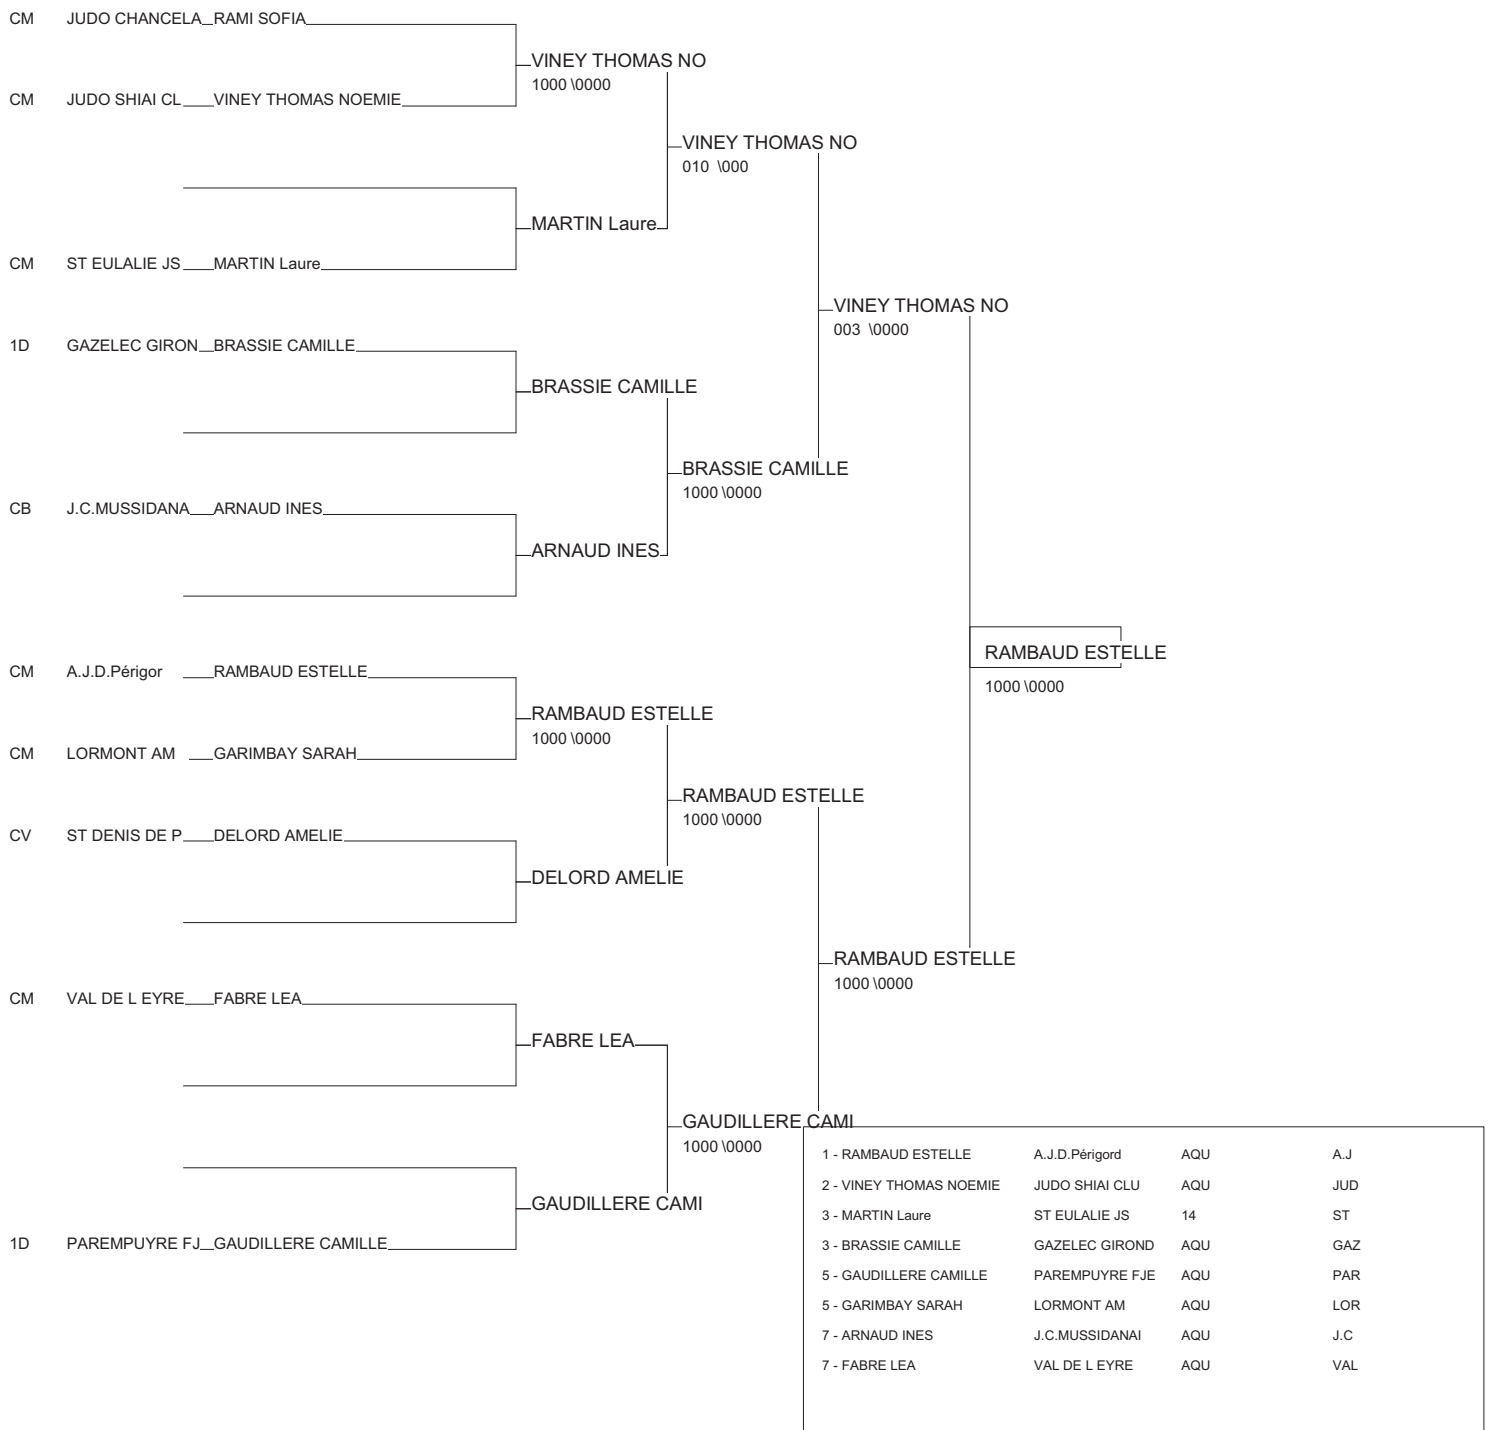 CM JUDO CHANCELA RAMI SOFIA
VINEY THOMAS NO
1000 \0000
CM JUDO SHIAI CL VINEY THOMAS NOEMIE
VINEY THOMAS NO
010 \000
MARTIN Laure
CM ST EULALIE JS MARTIN Laure
VINEY THOMAS NO
003 \0000
1D GAZELEC GIRON BRASSIE CAMILLE
BRASSIE CAMILLE
BRASSIE CAMILLE
1000 \0000
CB J.C.MUSSIDANA ARNAUD INES
ARNAUD INES
RAMBAUD ESTELLE
1000 \0000
CM A.J.D.Périgor RAMBAUD ESTELLE
RAMBAUD ESTELLE
1000 \0000
CM LORMONT AM GARIMBAY SARAH
RAMBAUD ESTELLE
1000 \0000
CV ST DENIS DE P DELORD AMELIE
DELORD AMELIE
RAMBAUD ESTELLE
1000 \0000
CM VAL DE L EYRE FABRE LEA
FABRE LEA
GAUDILLERE CAMI
1000 \0000
GAUDILLERE CAMI
1D PAREMPUYRE FJ GAUDILLERE CAMILLE
1 - RAMBAUD ESTELLE A.J.D.Périgord AQU A.J
2 - VINEY THOMAS NOEMIE JUDO SHIAI CLU AQU JUD
3 - MARTIN Laure ST EULALIE JS 14 ST
3 - BRASSIE CAMILLE GAZELEC GIROND AQU GAZ
5 - GAUDILLERE CAMILLE PAREMPUYRE FJE AQU PAR
5 - GARIMBAY SARAH LORMONT AM AQU LOR
7 - ARNAUD INES J.C.MUSSIDANAI AQU J.C
7 - FABRE LEA VAL DE L EYRE AQU VAL